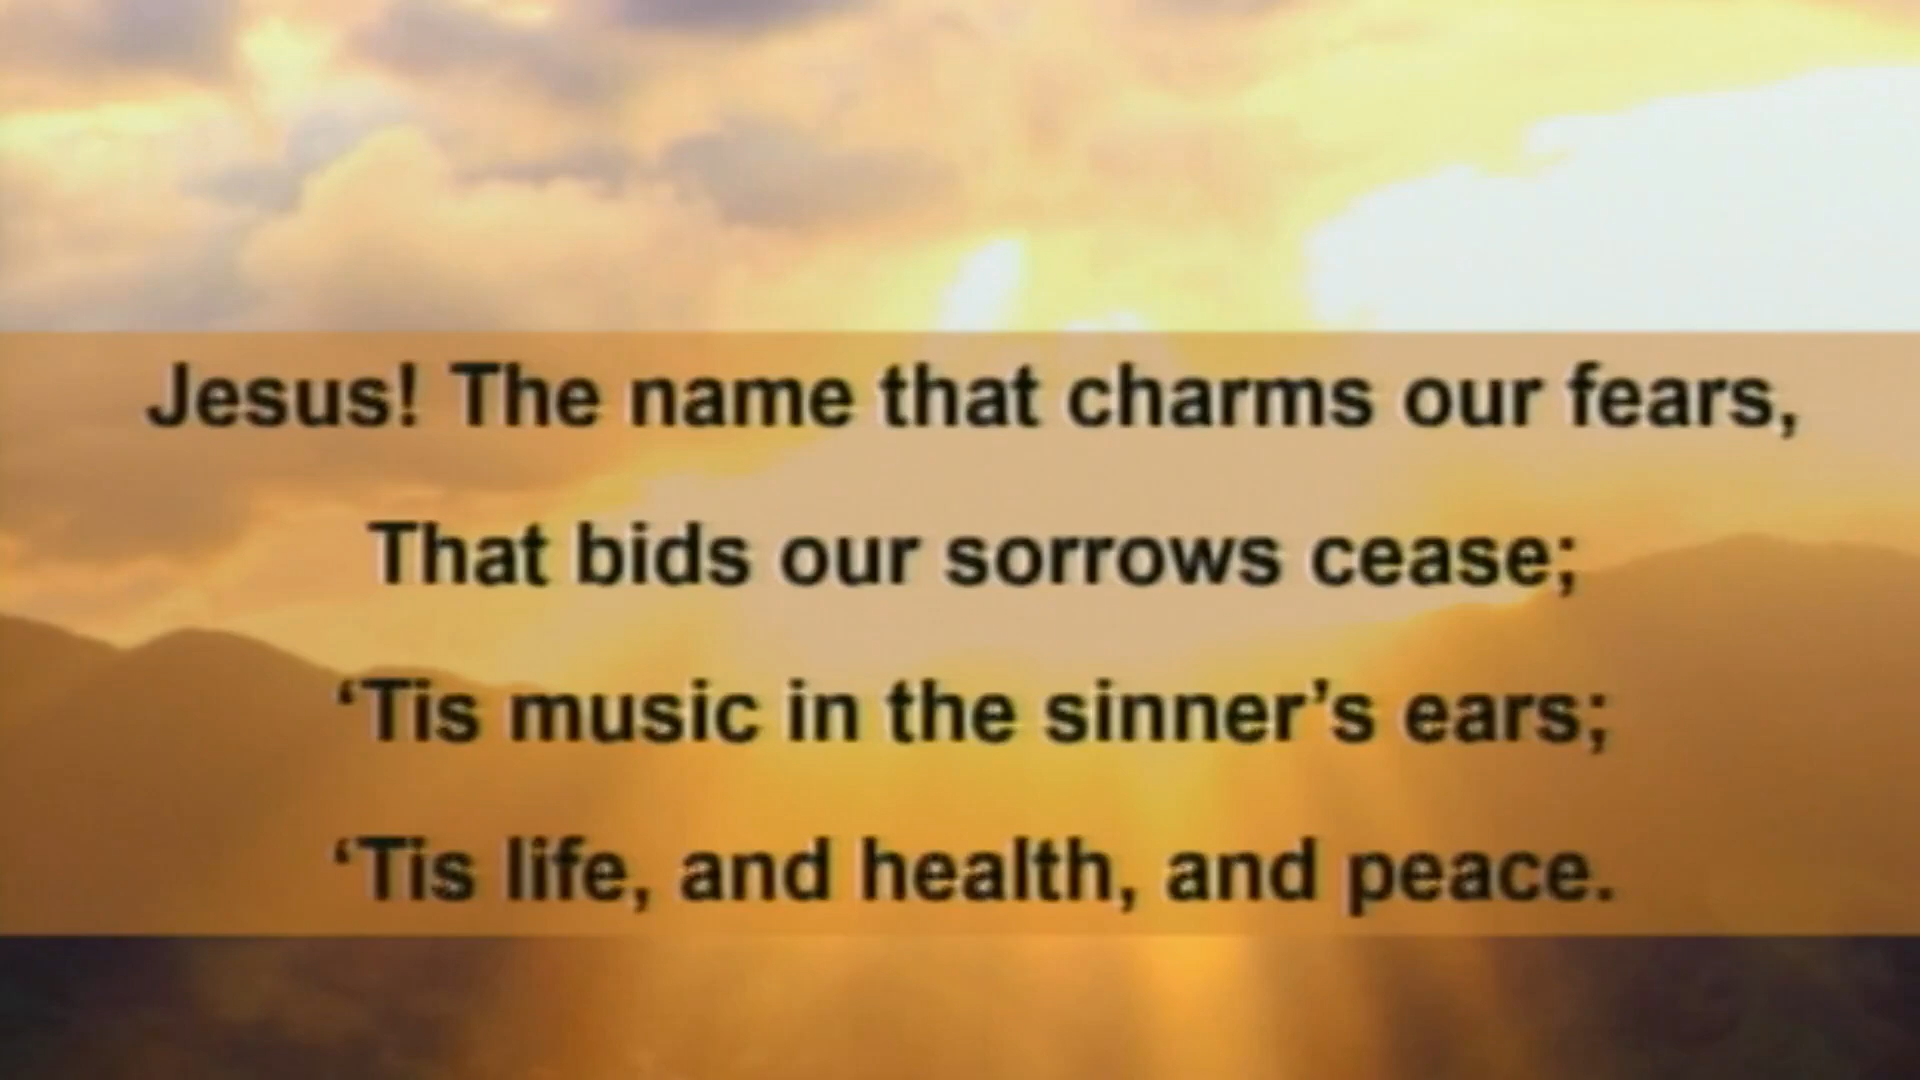 Jesus! The name that charms our fears,
That bids our sorrows cease;
‘Tis music in the sinner’s ears;
‘Tis life, and health, and peace.